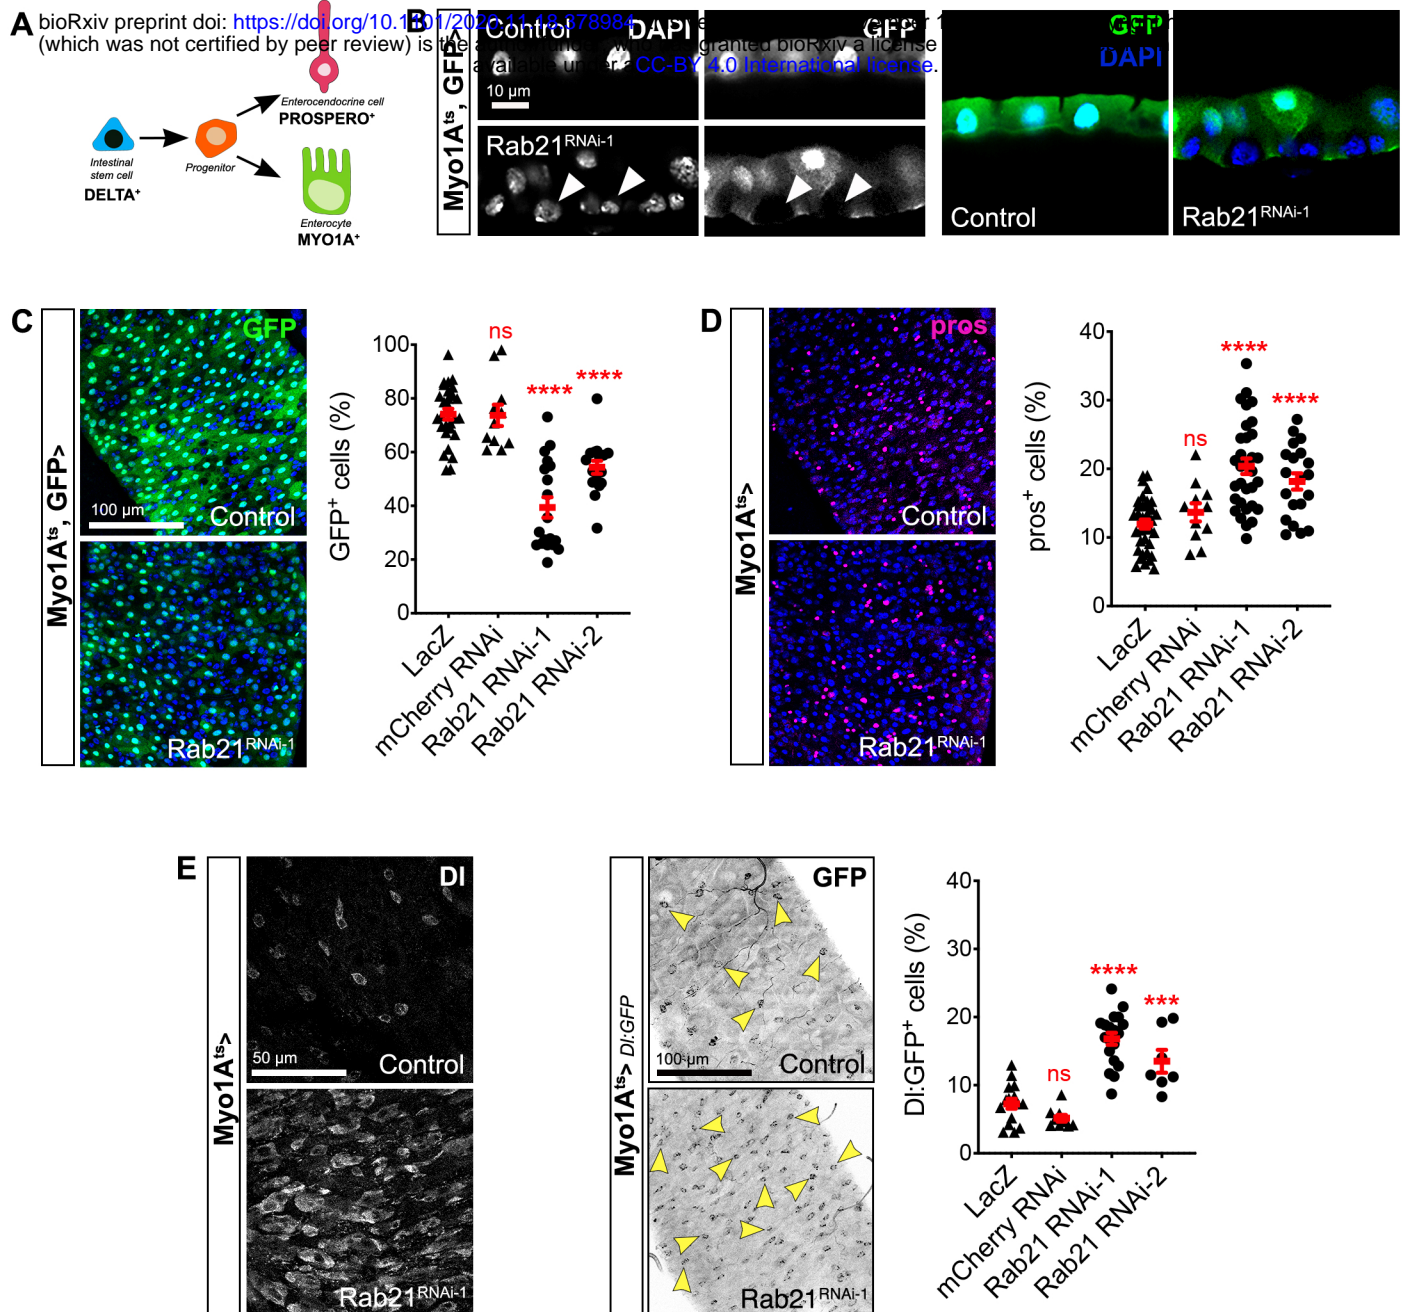 A
bioRxiv preprint doi: https://doi.org/10.1101/2020.11.18.378984
(which was not certified by peer review) is the author/funder, who has granted bioRxiv a license
available under a CC-BY 4.0 International license.
Enterocendocrine cell
PROSPERO+
Intestinal
stem cell
DELTA+
Progenitor
Enterocyte
MYO1A+
B
Myo1Ats, GFP>
Control
DAPI
GFP
10 µm
Rab21RNAi-1
GFP
DAPI
Control
Rab21RNAi-1
C
Myo1Ats, GFP>
GFP
100 µm
Control
Rab21RNAi-1
GFP+ cells (%)
100
80
60
40
20
0
ns
****
****
LacZ
mCherry RNAi
Rab21 RNAi-1
Rab21 RNAi-2
D
Myo1Ats>
pros
Control
Rab21RNAi-1
pros+ cells (%)
40
30
20
10
0
ns
****
****
LacZ
mCherry RNAi
Rab21 RNAi-1
Rab21 RNAi-2
E
Myo1Ats>
Dl
50 µm
Control
Rab21RNAi-1
Myo1Ats> Dl:GFP
GFP
100 µm
Control
Rab21RNAi-1
Dl:GFP+ cells (%)
40
30
20
10
0
ns
****
***
LacZ
mCherry RNAi
Rab21 RNAi-1
Rab21 RNAi-2